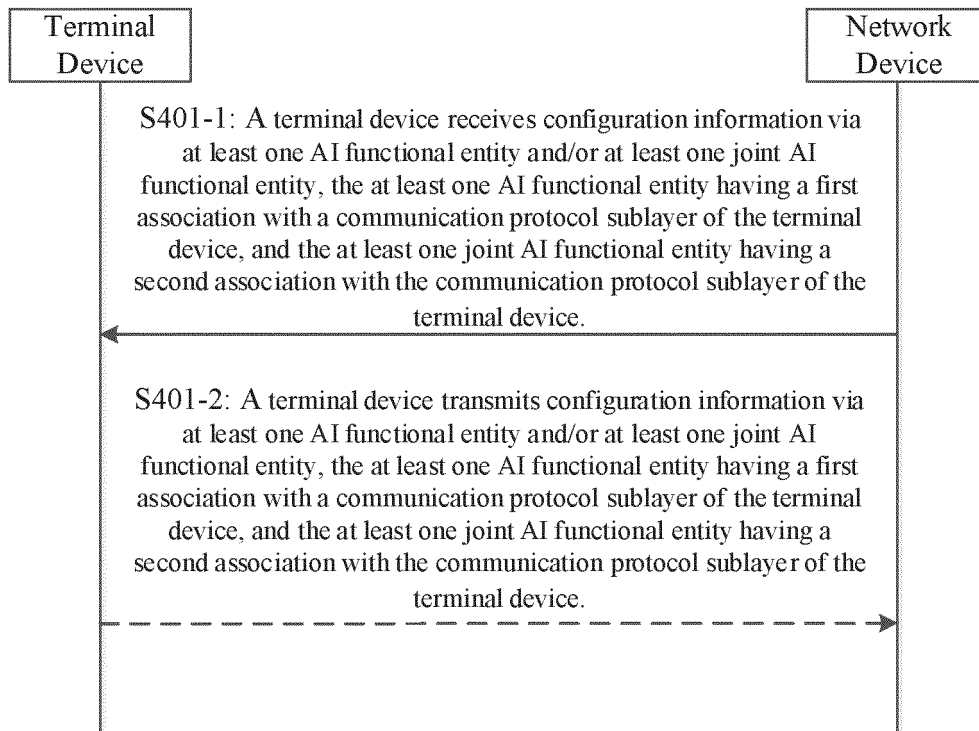 Terminal
Device
Network
Device
S401-1: A terminal device receives configuration information via
at least one AI functional entity and/or at least one joint AI
functional entity, the at least one AI functional entity having a first
association with a communication protocol sublayer of the terminal
device, and the at least one joint AI functional entity having a
second association with the communication protocol sublayer of the
terminal device.
S401-2: A terminal device transmits configuration information via
at least one AI functional entity and/or at least one joint AI
functional entity, the at least one AI functional entity having a first
association with a communication protocol sublayer of the terminal
device, and the at least one joint AI functional entity having a
second association with the communication protocol sublayer of the
terminal device.